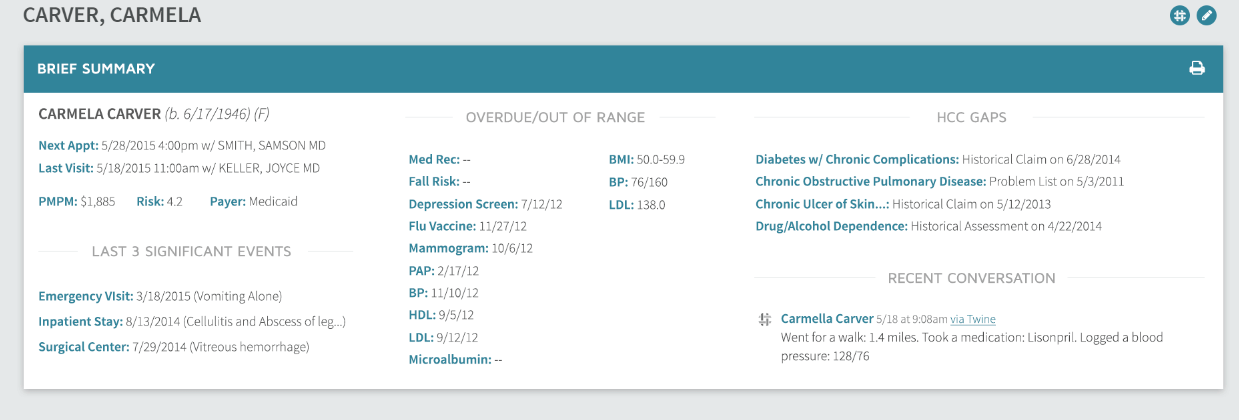 CARVER, CARMELA
BRIEF SUMMARY
CARMELA CARVER (b. 6/17/1946) (F)
Next Appt: 5/28/2015 4:00pm w/ SMITH, SAMSON MD
Last Visit: 5/18/2015 11:00am w/ KELLER, JOYCE MD
PMPM: $1,885 Risk: 4.2 Payer: Medicaid
LAST 3 SIGNIFICANT EVENTS
Emergency VIsit: 3/18/2015 (Vomiting Alone)
Inpatient Stay: 8/13/2014 (Cellulitis and Abscess of leg...)
Surgical Center: 7/29/2014 (Vitreous hemorrhage)
OVERDUE/OUT OF RANGE
Med Rec: --
Fall Risk: --
Depression Screen: 7/12/12
Flu Vaccine: 11/27/12
Mammogram: 10/6/12
PAP: 2/17/12
BP: 11/10/12
HDL: 9/5/12
LDL: 9/12/12
Microalbumin: --
BMI: 50.0-59.9
BP: 76/160
LDL: 138.0
HCC GAPS
Diabetes w/ Chronic Complications: Historical Claim on 6/28/2014
Chronic Obstructive Pulmonary Disease: Problem List on 5/3/2011
Chronic Ulcer of Skin...: Historical Claim on 5/12/2013
Drug/Alcohol Dependence: Historical Assessment on 4/22/2014
RECENT CONVERSATION
Carmella Carver 5/18 at 9:08am via Twine
Went for a walk: 1.4 miles. Took a medication: Lisonpril. Logged a blood
pressure: 128/76